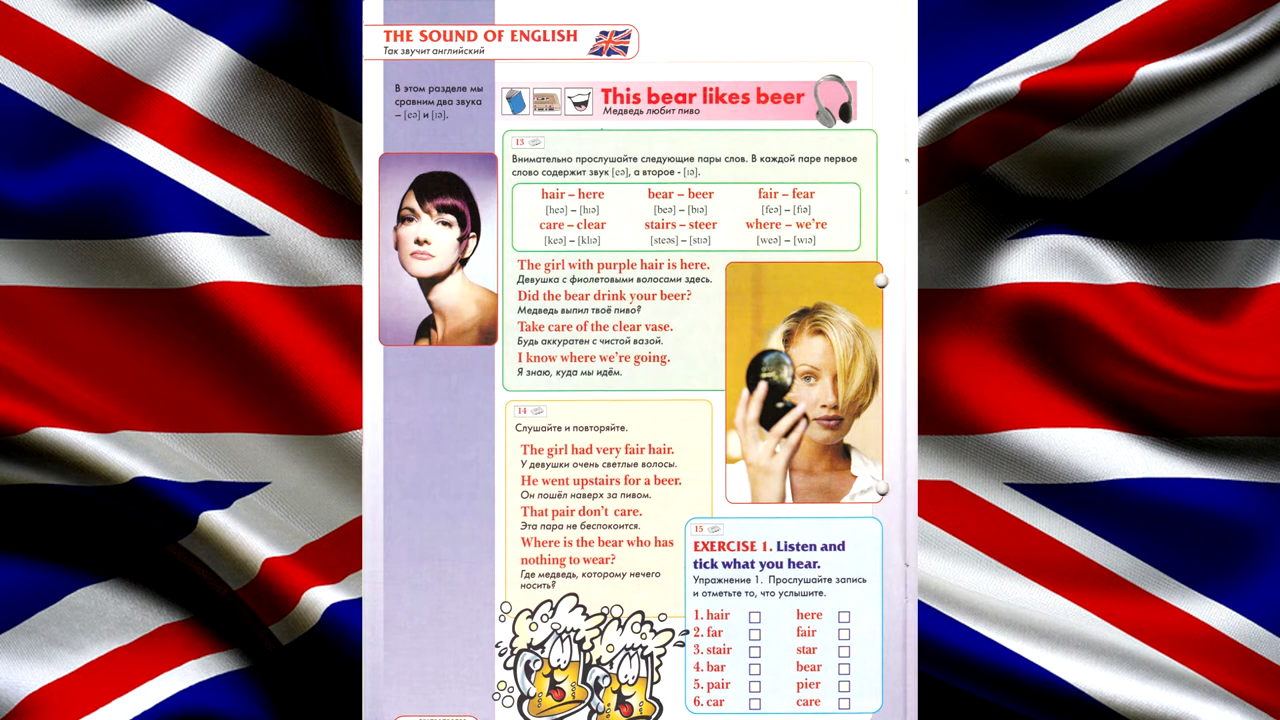 THE SOUND OF ENGLISH
Так звучит английский
В этом разделе мы
сравним два звука
– [eə] и [ɪə].
This bear likes beer
Медведь любит пиво
13
Внимательно прослушайте следующие пары слов. В каждой паре первое
слово содержит звук [eə], а второе - [ɪə].
hair – here bear – beer fair – fear
[heə] – [hɪə] [beə] – [bɪə] [feə] – [fɪə]
care – clear stairs – steer where – we're
[keə] – [klɪə] [steəs] – [stɪə] [weə] – [wɪə]
The girl with purple hair is here.
Девушка с фиолетовыми волосами здесь.
Did the bear drink your beer?
Медведь выпил твоё пиво?
Take care of the clear vase.
Будь аккуратен с чистой вазой.
I know where we're going.
Я знаю, куда мы идём.
14
Слушайте и повторяйте.
The girl had very fair hair.
У девушки очень светлые волосы.
He went upstairs for a beer.
Он пошёл наверх за пивом.
That pair don't care.
Эта пара не беспокоится.
Where is the bear who has
nothing to wear?
Где медведь, которому нечего
носить?
15
EXERCISE 1. Listen and
tick what you hear.
Упражнение 1. Прослушайте запись
и отметьте то, что услышите.
1. hair here
2. far fair
3. stair star
4. bar bear
5. pair pier
6. car care